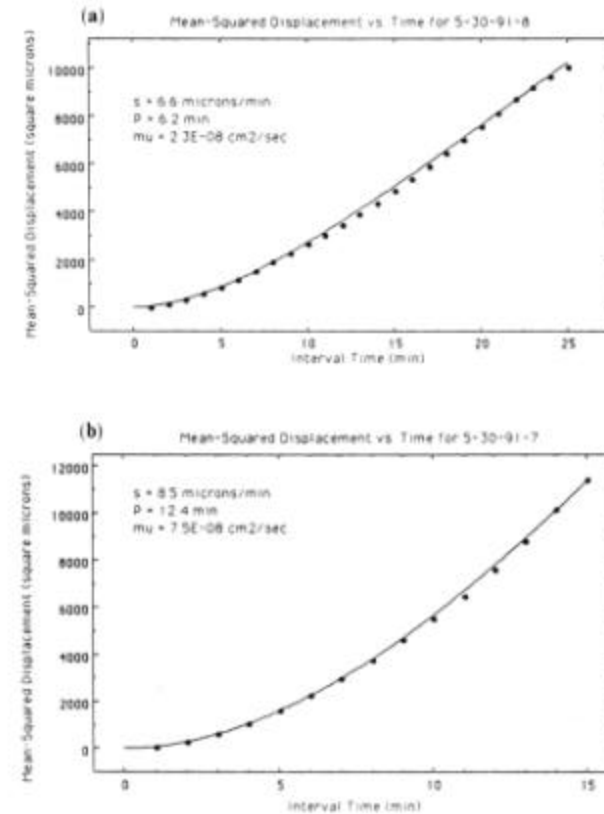 (a) Mean-Squared Displacement vs. Time for 5-30-91-8
s = 6.6 microns/min
P = 6.2 min
mu = 2.3E-08 cm2/sec
Mean-Squared Displacement (square microns)
10000
8000
6000
4000
2000
0
0 5 10 15 20 25
Interval Time (min)
(b) Mean-Squared Displacement vs. Time for 5-30-91-7
s = 8.5 microns/min
P = 12.4 min
mu = 7.5E-08 cm2/sec
Mean-Squared Displacement (square microns)
12000
10000
8000
6000
4000
2000
0
0 5 10 15
Interval Time (min)